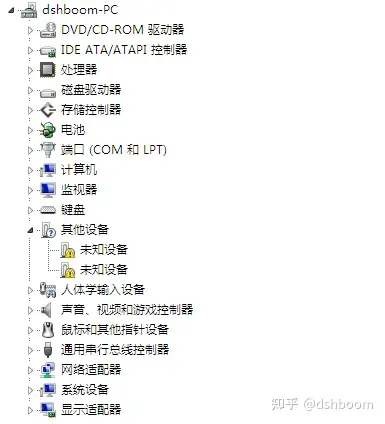 dshboom-PC
DVD/CD-ROM 驱动器
IDE ATA/ATAPI 控制器
处理器
磁盘驱动器
存储控制器
电池
端口 (COM 和 LPT)
计算机
监视器
键盘
其他设备
未知设备
未知设备
人体学输入设备
声音、视频和游戏控制器
鼠标和其他指针设备
通用串行总线控制器
网络适配器
系统设备
显示适配器
知乎 @dshboom